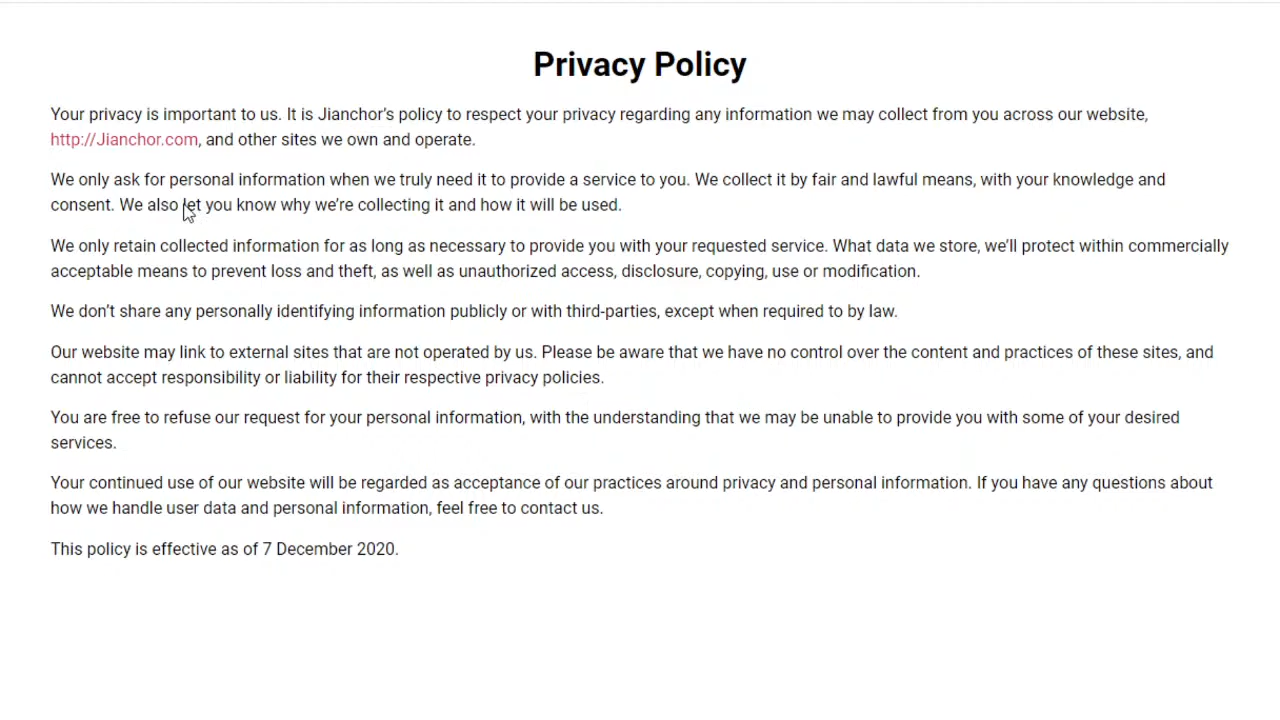 Privacy Policy
Your privacy is important to us. It is Jianchor's policy to respect your privacy regarding any information we may collect from you across our website,
http://Jianchor.com, and other sites we own and operate.
We only ask for personal information when we truly need it to provide a service to you. We collect it by fair and lawful means, with your knowledge and
consent. We also let you know why we're collecting it and how it will be used.
We only retain collected information for as long as necessary to provide you with your requested service. What data we store, we'll protect within commercially
acceptable means to prevent loss and theft, as well as unauthorized access, disclosure, copying, use or modification.
We don't share any personally identifying information publicly or with third-parties, except when required to by law.
Our website may link to external sites that are not operated by us. Please be aware that we have no control over the content and practices of these sites, and
cannot accept responsibility or liability for their respective privacy policies.
You are free to refuse our request for your personal information, with the understanding that we may be unable to provide you with some of your desired
services.
Your continued use of our website will be regarded as acceptance of our practices around privacy and personal information. If you have any questions about
how we handle user data and personal information, feel free to contact us.
This policy is effective as of 7 December 2020.